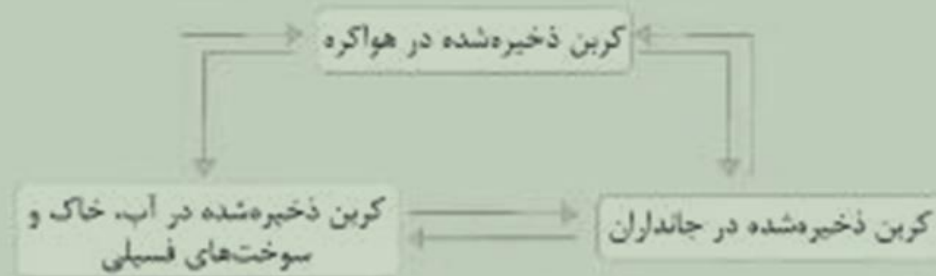 کربن ذخیره‌شده در هواکره
کربن ذخیره‌شده در جانداران
کربن ذخیره‌شده در آب، خاک و
سوخت‌های فسیلی